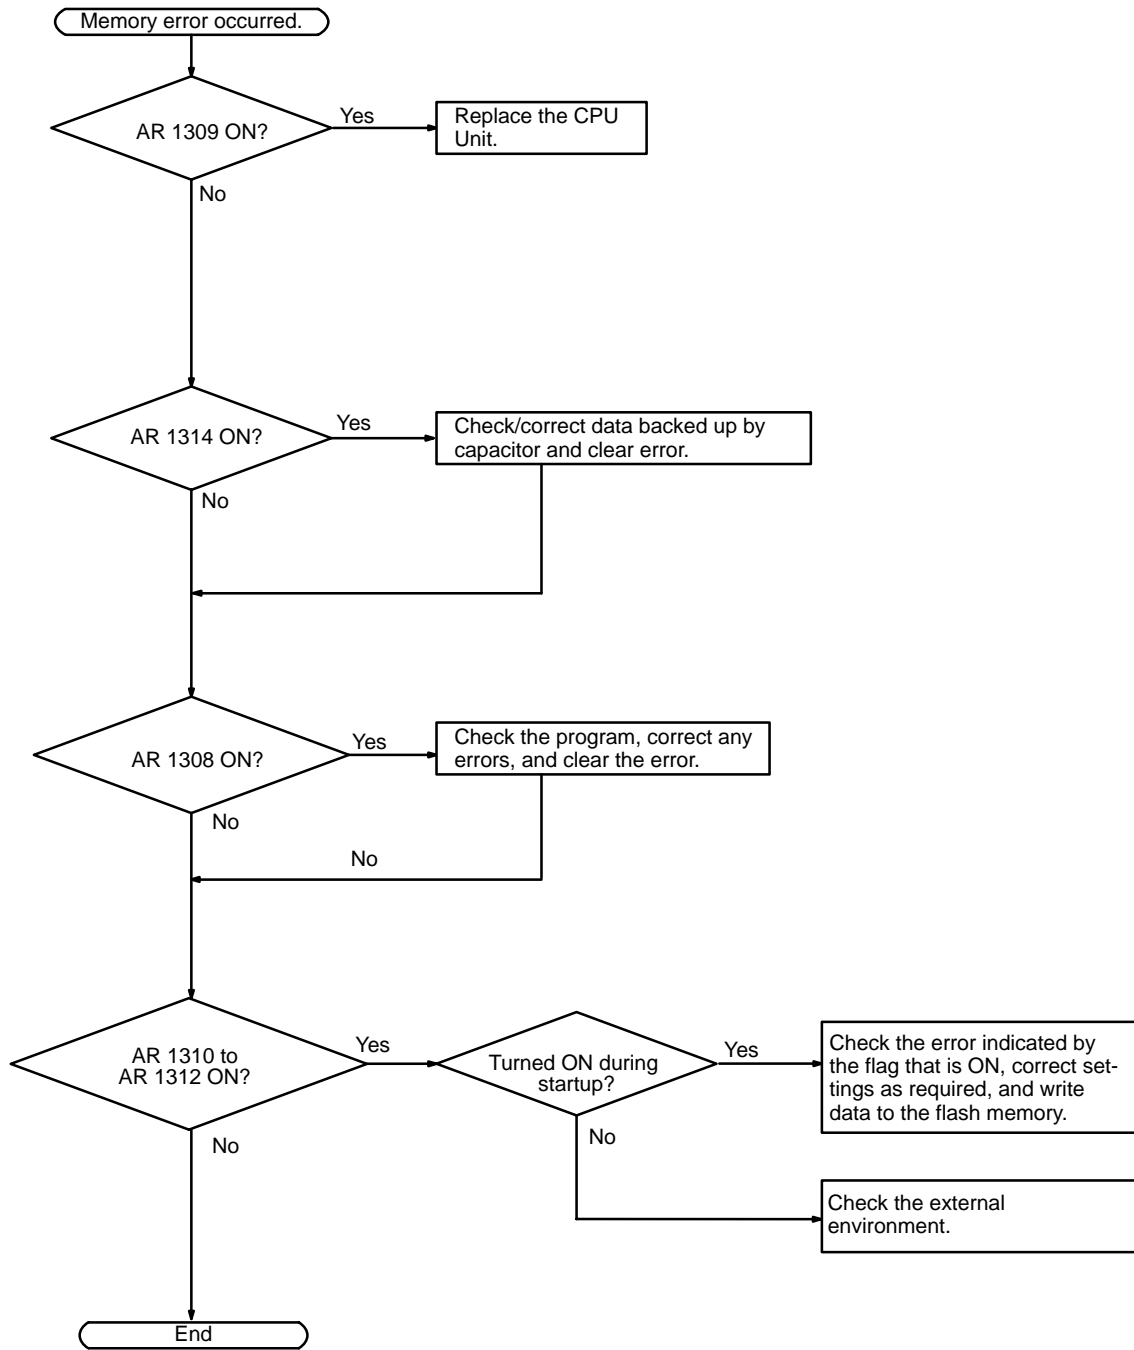 Memory error occurred.
AR 1309 ON?
Yes
Replace the CPU
Unit.
No
AR 1314 ON?
Yes
Check/correct data backed up by
capacitor and clear error.
No
AR 1308 ON?
Yes
Check the program, correct any
errors, and clear the error.
No
No
AR 1310 to
AR 1312 ON?
Yes
Turned ON during
startup?
Yes
Check the error indicated by
the flag that is ON, correct set-
tings as required, and write
data to the flash memory.
No
No
Check the external
environment.
End